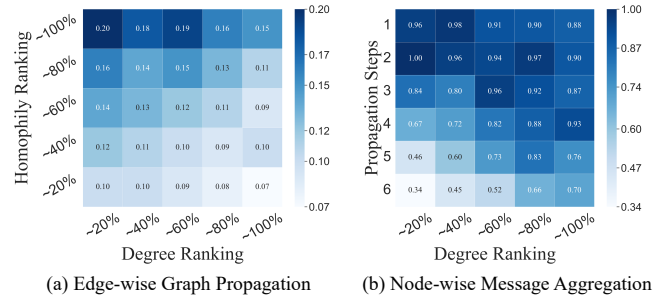 Homophily Ranking
~100% 0.20 0.18 0.19 0.16 0.15
~80% 0.16 0.14 0.15 0.13 0.11
~60% 0.14 0.13 0.12 0.11 0.09
~40% 0.12 0.11 0.10 0.09 0.10
~20% 0.10 0.10 0.09 0.08 0.07
~20% ~40% ~60% ~80% ~100%
Degree Ranking
0.20
0.18
0.15
0.12
0.10
0.07
(a) Edge-wise Graph Propagation
Propagation Steps
1 0.96 0.98 0.91 0.90 0.88
2 1.00 0.96 0.94 0.97 0.90
3 0.84 0.80 0.96 0.92 0.87
4 0.67 0.72 0.82 0.88 0.93
5 0.46 0.60 0.73 0.83 0.76
6 0.34 0.45 0.52 0.66 0.70
~20% ~40% ~60% ~80% ~100%
Degree Ranking
1.00
0.87
0.74
0.60
0.47
0.34
(b) Node-wise Message Aggregation